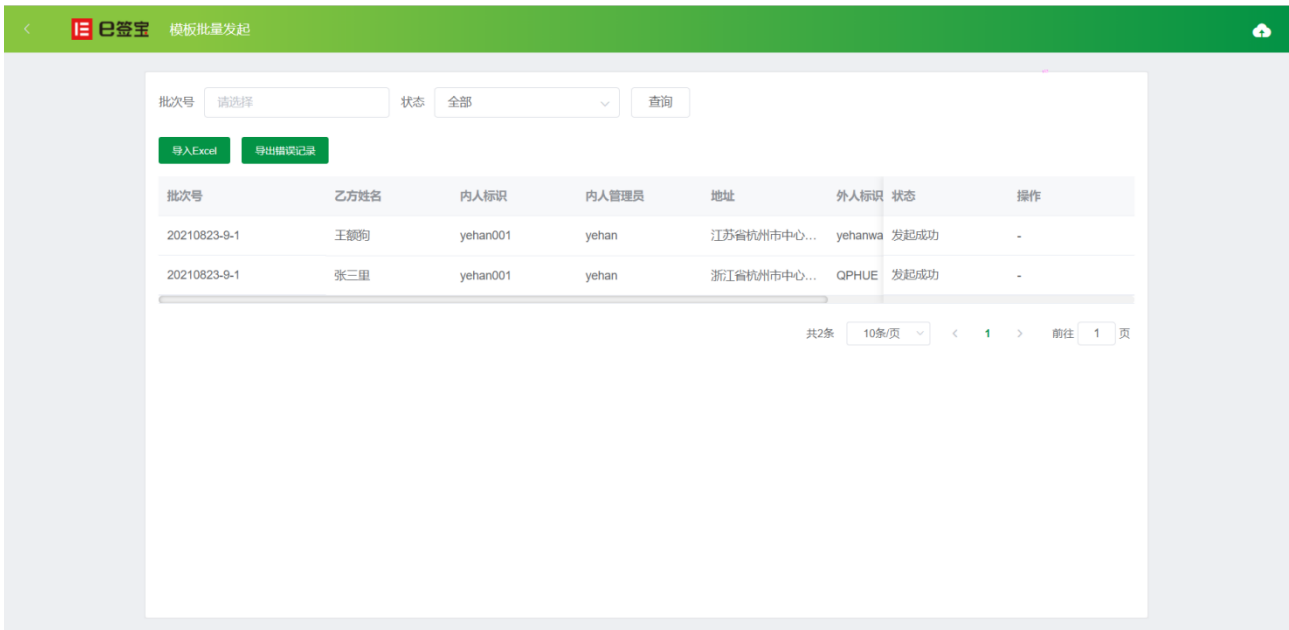 e签宝 模板批量发起
批次号 请选择 状态 全部 查询
导入Excel 导出错误记录
批次号 乙方姓名 内人标识 内人管理员 地址 外人标识 状态 操作
20210823-9-1 王额狗 yehan001 yehan 江苏省杭州市中心... yehanwa 发起成功 -
20210823-9-1 张三里 yehan001 yehan 浙江省杭州市中心... QPHUE 发起成功 -
共2条 10条/页 < 1 > 前往 1 页